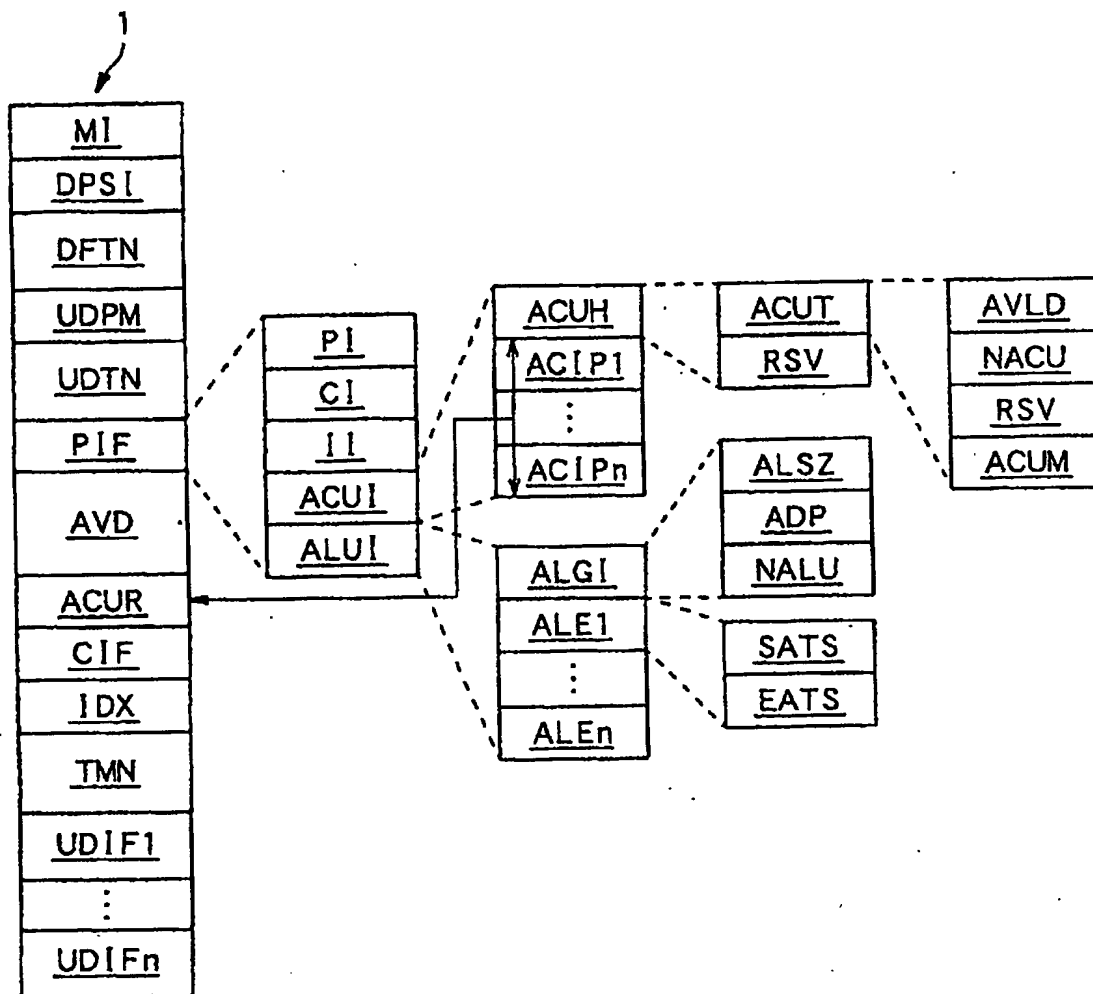 1
MI
DPSI
DFTN
UDPM
UDTN
PIF
AVD
ACUR
CIF
IDX
TMN
UDIF1
⋮
UDIFn
PI
CI
II
ACUI
ALUI
ACUH
ACIP1
⋮
ACIPn
ALGI
ALE1
⋮
ALEn
ACUT
RSV
ALSZ
ADP
NALU
SATS
EATS
AVLD
NACU
RSV
ACUM